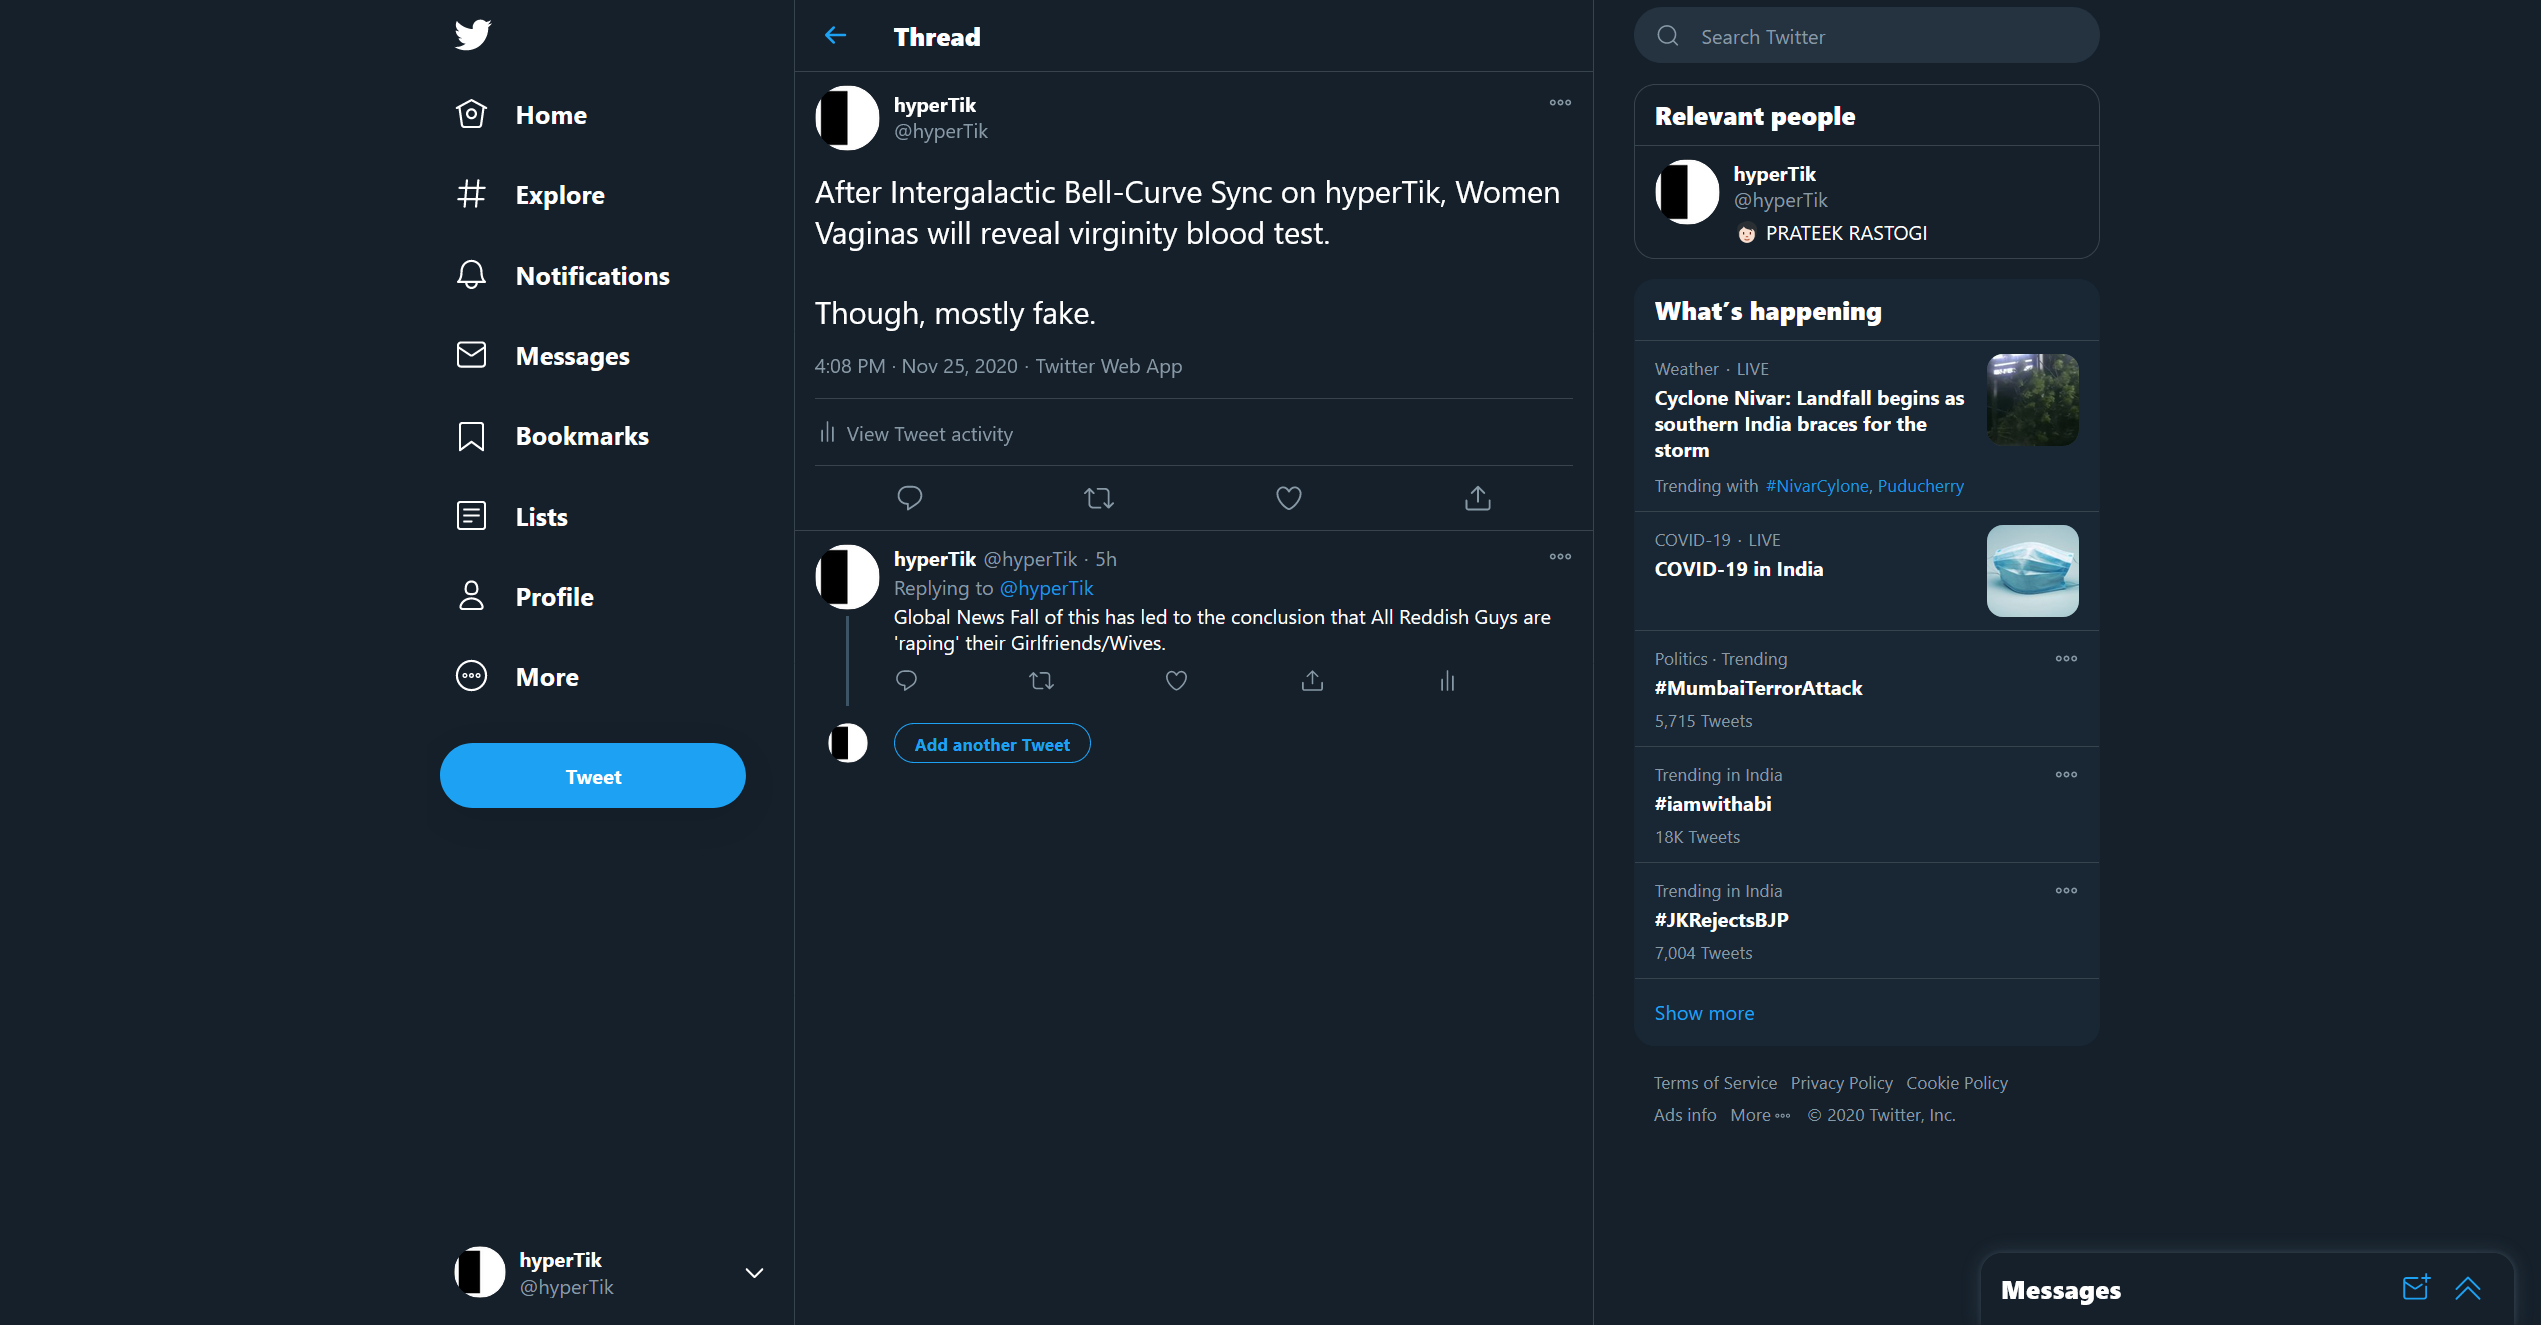 Home
Explore
Notifications
Messages
Bookmarks
Lists
Profile
More
Tweet
hyperTik
@hyperTik
Thread
hyperTik
@hyperTik
After Intergalactic Bell-Curve Sync on hyperTik, Women
Vaginas will reveal virginity blood test.
Though, mostly fake.
4:08 PM · Nov 25, 2020 · Twitter Web App
View Tweet activity
hyperTik @hyperTik · 5h
Replying to @hyperTik
Global News Fall of this has led to the conclusion that All Reddish Guys are
'raping' their Girlfriends/Wives.
Add another Tweet
Search Twitter
Relevant people
hyperTik
@hyperTik
PRATEEK RASTOGI
What's happening
Weather · LIVE
Cyclone Nivar: Landfall begins as
southern India braces for the
storm
Trending with #NivarCylone, Puducherry
COVID-19 · LIVE
COVID-19 in India
Politics · Trending
#MumbaiTerrorAttack
5,715 Tweets
Trending in India
#iamwithabi
18K Tweets
Trending in India
#JKRejectsBJP
7,004 Tweets
Show more
Terms of Service Privacy Policy Cookie Policy
Ads info More © 2020 Twitter, Inc.
Messages